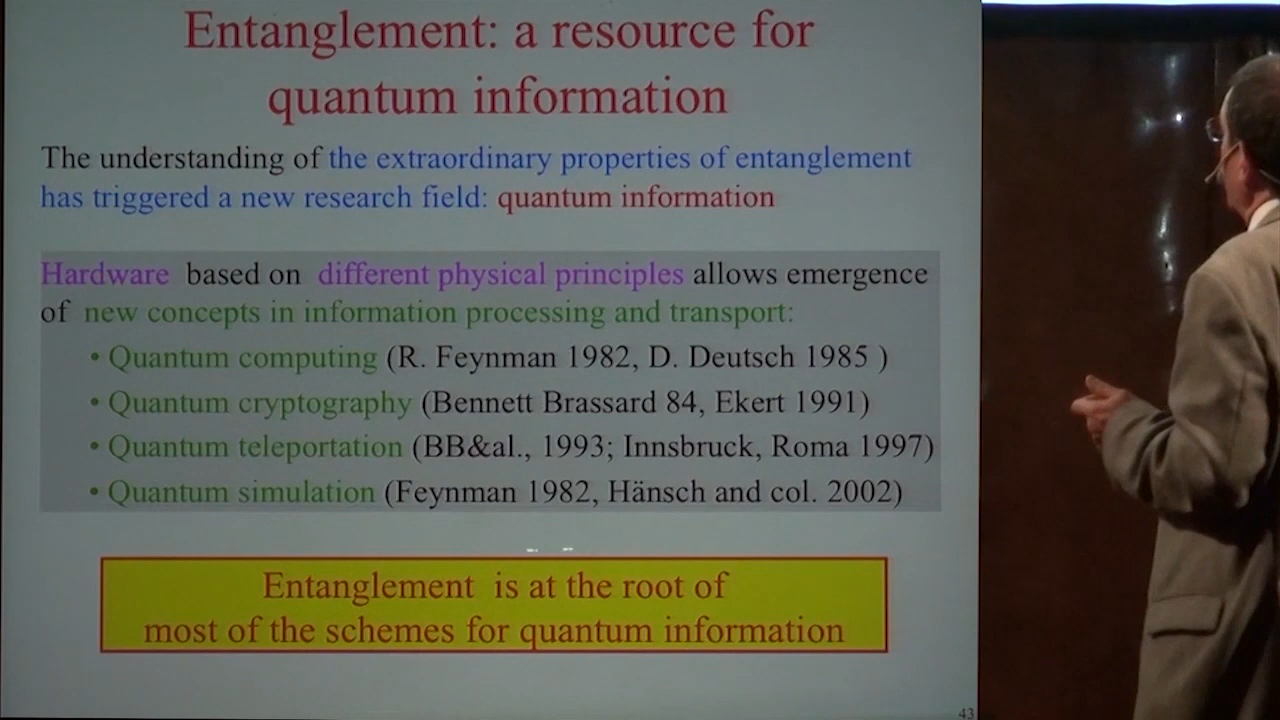 Entanglement: a resource for
quantum information
The understanding of the extraordinary properties of entanglement
has triggered a new research field: quantum information
Hardware based on different physical principles allows emergence
of new concepts in information processing and transport:
• Quantum computing (R. Feynman 1982, D. Deutsch 1985 )
• Quantum cryptography (Bennett Brassard 84, Ekert 1991)
• Quantum teleportation (BB&al., 1993; Innsbruck, Roma 1997)
• Quantum simulation (Feynman 1982, Hänsch and col. 2002)
Entanglement is at the root of
most of the schemes for quantum information
43